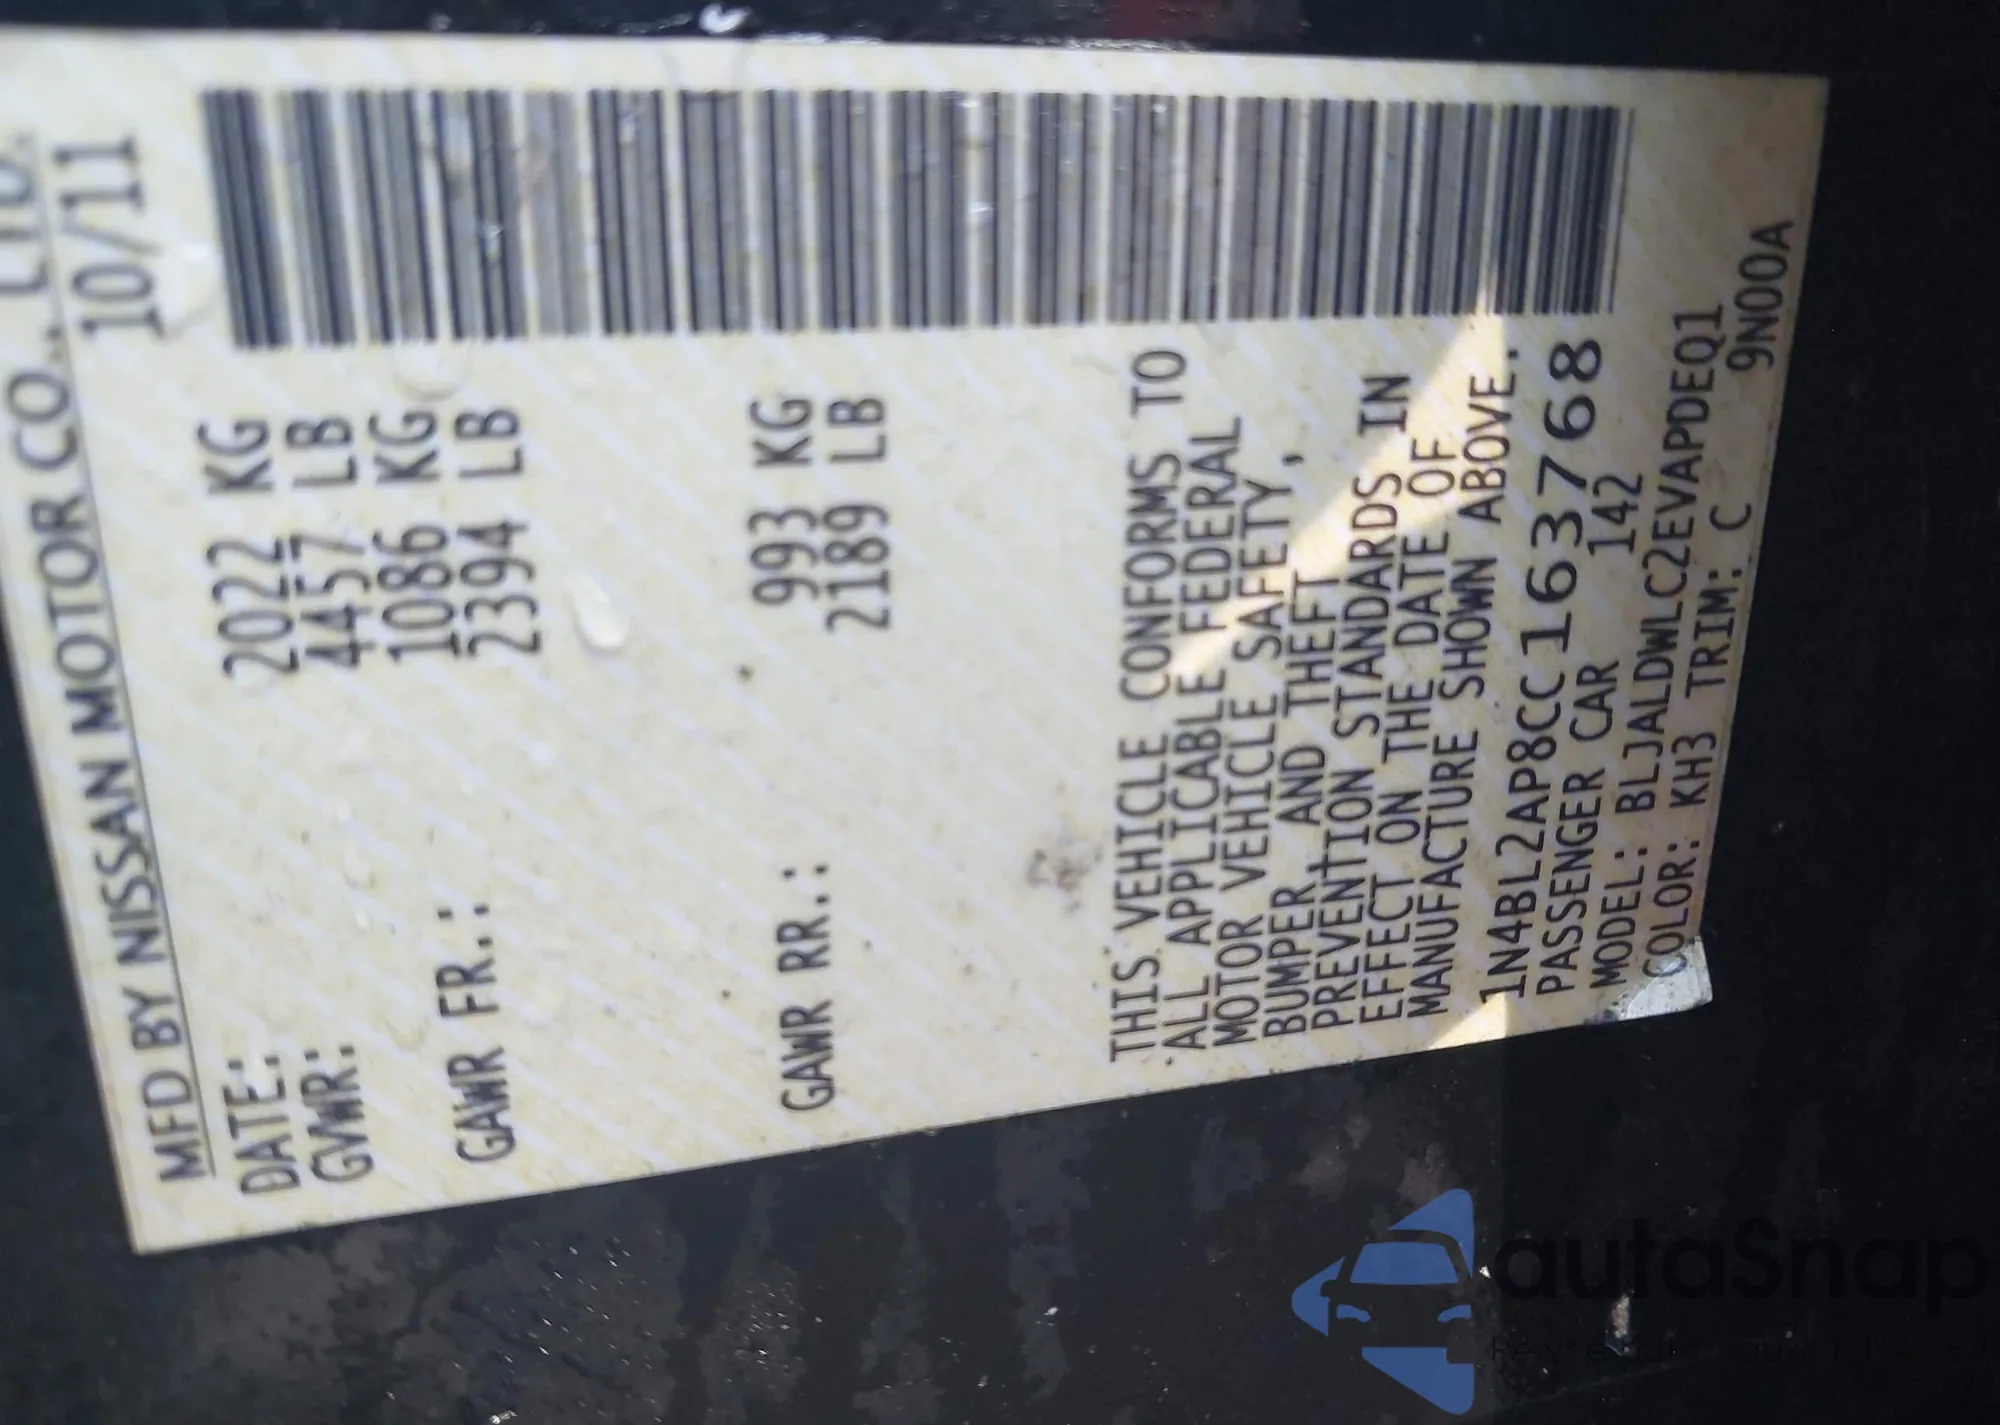 MFD BY NISSAN MOTOR CO., LTD.
DATE: 10/11
GVWR: 2022 KG
4457 LB
GAWR FR.: 1086 KG
2394 LB
GAWR RR.: 993 KG
2189 LB
THIS VEHICLE CONFORMS TO
ALL APPLICABLE FEDERAL
MOTOR VEHICLE SAFETY,
BUMPER, AND THEFT
PREVENTION STANDARDS IN
EFFECT ON THE DATE OF
MANUFACTURE SHOWN ABOVE.
1N4BL2AP8CC163768
PASSENGER CAR 142
MODEL: BLJALDWLC2EVAPDEQ1
COLOR: KH3 TRIM: C 9N00A
autaSnap